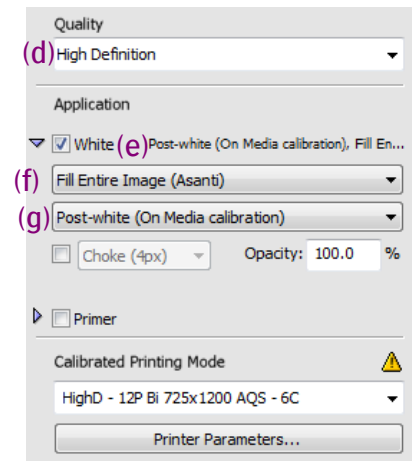 Quality
(d) High Definition
Application
White (e) Post-white (On Media calibration), Fill En...
(f) Fill Entire Image (Asanti)
(g) Post-white (On Media calibration)
Choke (4px) Opacity: 100.0 %
Primer
Calibrated Printing Mode
HighD - 12P Bi 725x1200 AQS - 6C
Printer Parameters...